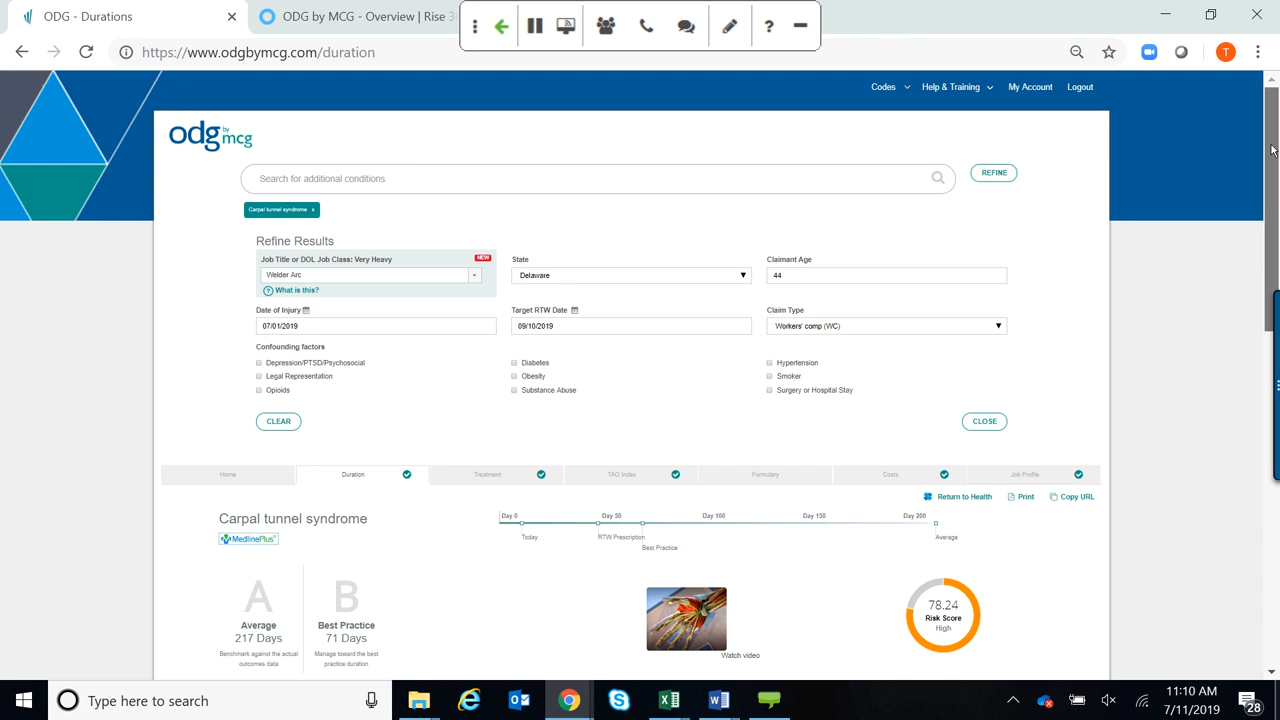 ODG - Durations
ODG by MCG - Overview | Rise 3
https://www.odgbymcg.com/duration
T
Codes
Help & Training
My Account
Logout
odg by mcg
Search for additional conditions
REFINE
Carpal tunnel syndrome x
Refine Results
Job Title or DOL Job Class: Very Heavy
NEW
State
Claimant Age
Welder Arc
Delaware
44
What is this?
Date of Injury
Target RTW Date
Claim Type
07/01/2019
09/10/2019
Workers' comp (WC)
Confounding factors
Depression/PTSD/Psychosocial
Diabetes
Hypertension
Legal Representation
Obesity
Smoker
Opioids
Substance Abuse
Surgery or Hospital Stay
CLEAR
CLOSE
Home
Duration
Treatment
TAO Index
Formulary
Costs
Job Profile
Return to Health
Print
Copy URL
Carpal tunnel syndrome
MedlinePlus
Day 0
Day 50
Day 100
Day 150
Day 200
Today
RTW Prescription
Average
Best Practice
A
Average
217 Days
Benchmark against the actual
outcomes data
B
Best Practice
71 Days
Manage toward the best
practice duration
Watch video
78.24
Risk Score
High
Type here to search
11:10 AM
7/11/2019
28